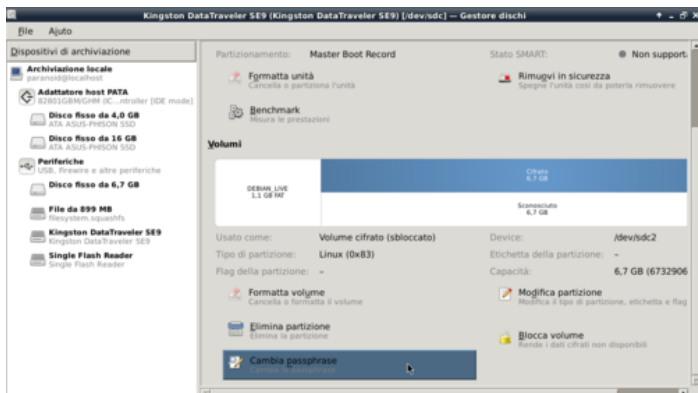 Kingston DataTraveler SE9 (Kingston DataTraveler SE9) [/dev/sdc] — Gestore dischi
File Ajuto
Dispositivi di archiviazione
Archiviazione locale
paranoid@localhost
Adattatore host PATA
82801GBM/GHM (IC...ntroller [IDE mode]
Disco fisso da 4,0 GB
ATA ASUS-PHISON SSD
Disco fisso da 16 GB
ATA ASUS-PHISON SSD
Periferiche
USB, Firewire e altre periferiche
Disco fisso da 6,7 GB
File da 899 MB
filesystem.squashfs
Kingston DataTraveler SE9
Kingston DataTraveler SE9
Single Flash Reader
Single Flash Reader
Partizionamento: Master Boot Record Stato SMART: Non support
Formatta unità
Cancella o partiziona l'unità
Rimuovi in sicurezza
Spegne l'unità così da poterla rimuovere
Benchmark
Misura le prestazioni
Volumi
DEBIAN_LIVE
1,1 GB FAT
Cifrato
6,7 GB
Sconosciuto
6,7 GB
Usato come: Volume cifrato (sbloccato) Device: /dev/sdc2
Tipo di partizione: Linux (0x83) Etichetta della partizione: –
Flag della partizione: – Capacità: 6,7 GB (6732906
Formatta volume
Cancella o formatta il volume
Modifica partizione
Modifica il tipo di partizione, etichetta e flag
Elimina partizione
Elimina la partizione
Blocca volume
Rende i dati cifrati non disponibili
Cambia passphrase
Cambia la passphrase